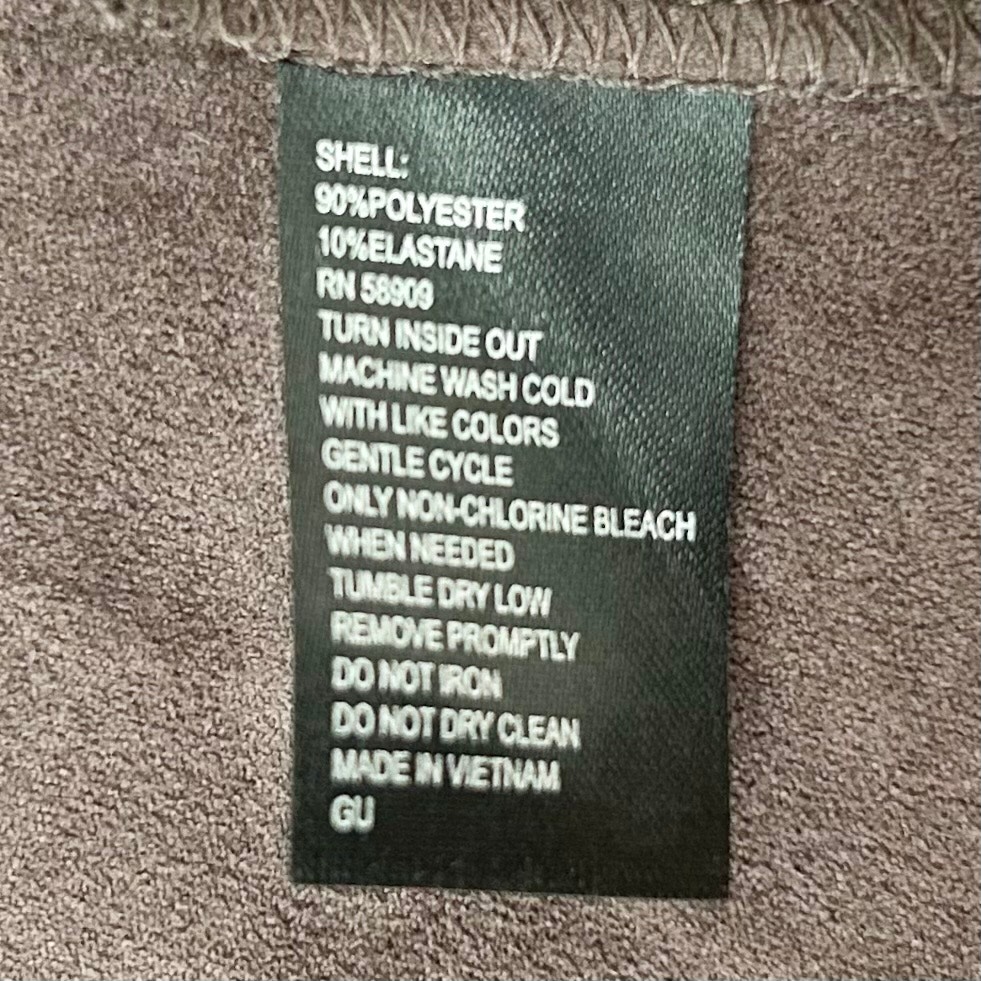 SHELL:
90%POLYESTER
10%ELASTANE
RN 58909
TURN INSIDE OUT
MACHINE WASH COLD
WITH LIKE COLORS
GENTLE CYCLE
ONLY NON-CHLORINE BLEACH
WHEN NEEDED
TUMBLE DRY LOW
REMOVE PROMPTLY
DO NOT IRON
DO NOT DRY CLEAN
MADE IN VIETNAM
GU